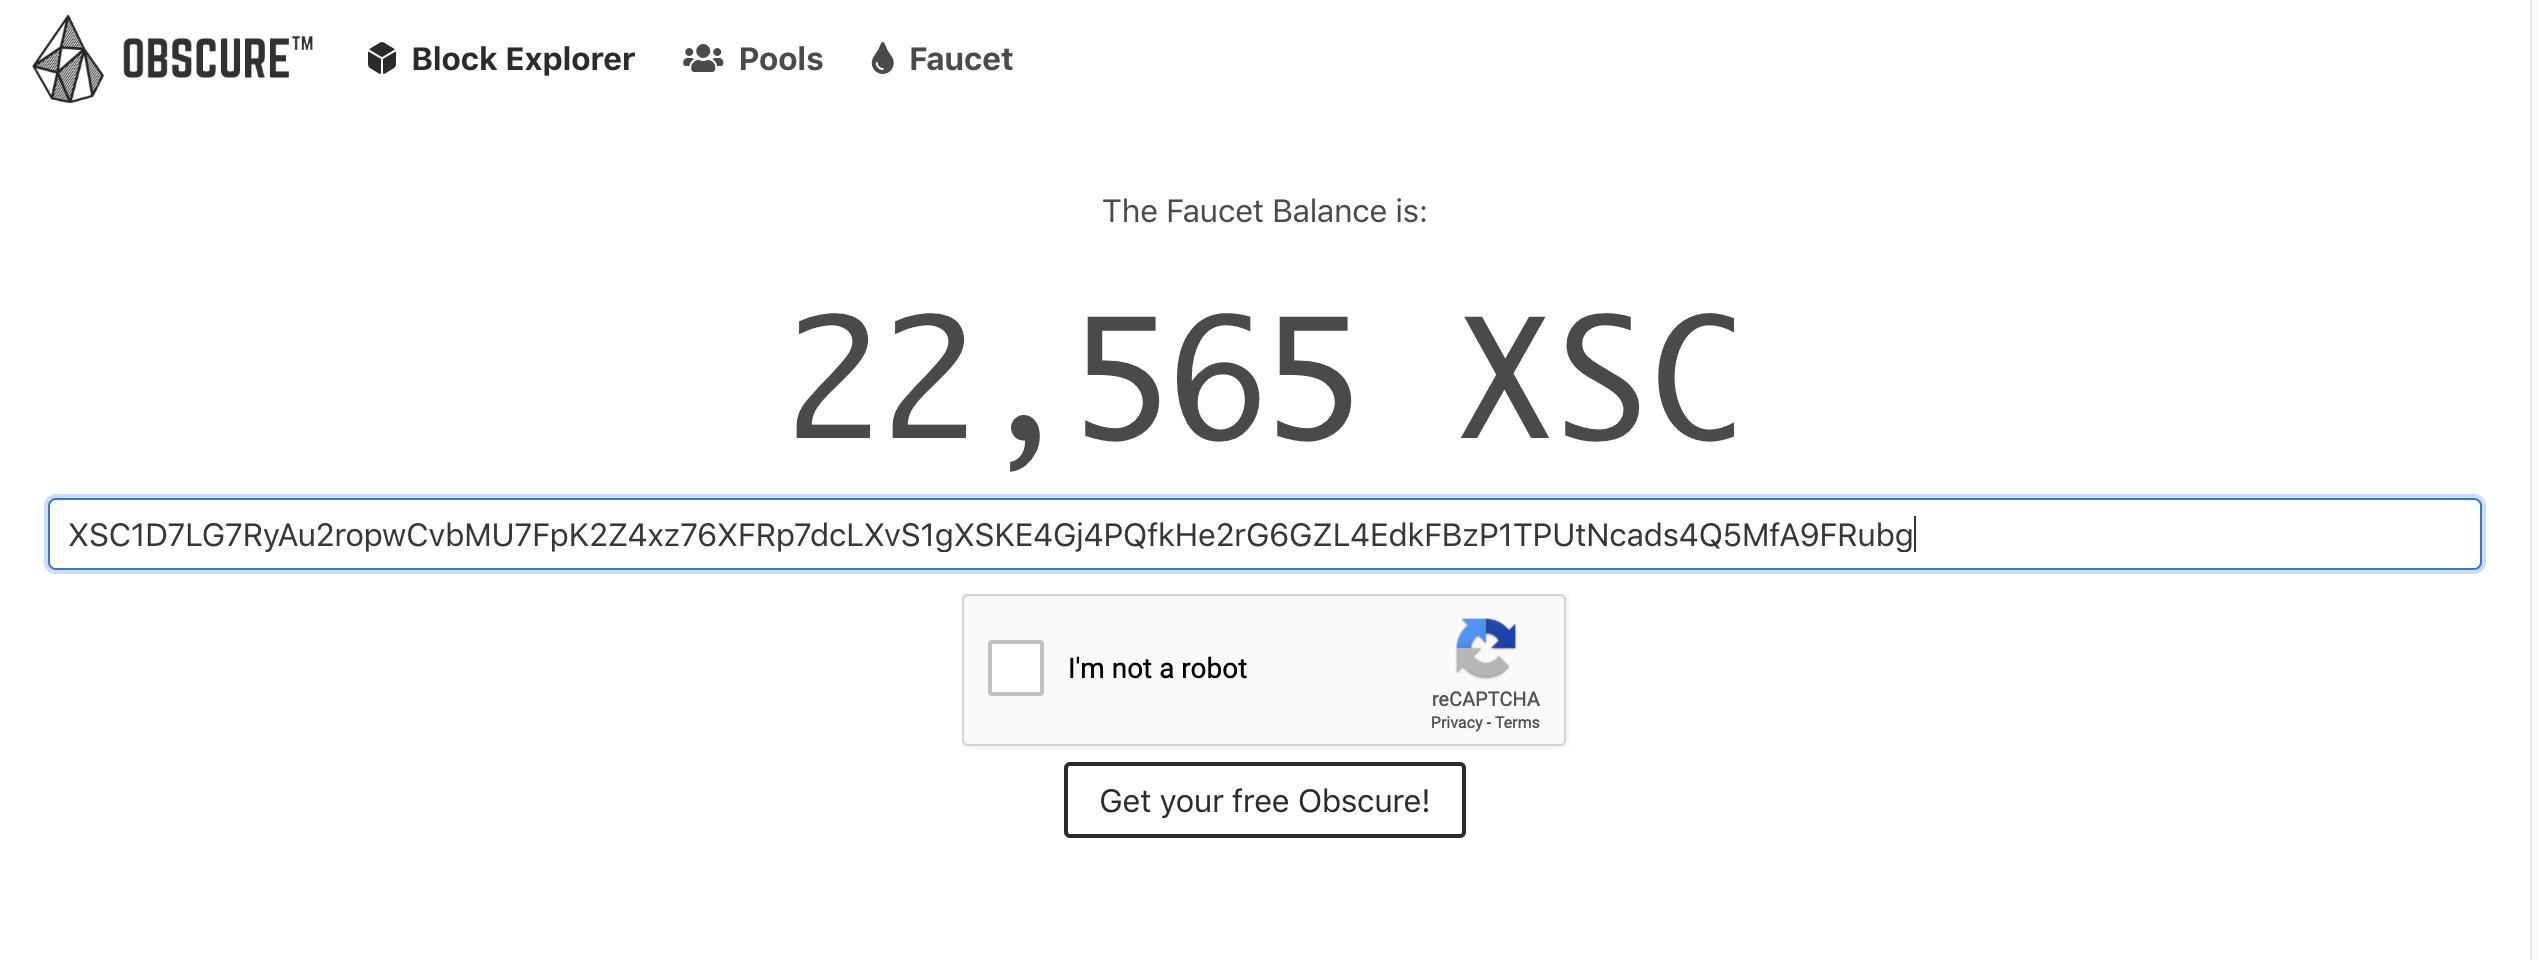 OBSCURE™ Block Explorer Pools Faucet
The Faucet Balance is:
22,565 XSC
XSC1D7LG7RyAu2ropwCvbMU7FpK2Z4xz76XFRp7dcLXvS1gXSKE4Gj4PQfkHe2rG6GZL4EdkFBzP1TPUtNcads4Q5MfA9FRubg
I'm not a robot
reCAPTCHA
Privacy - Terms
Get your free Obscure!